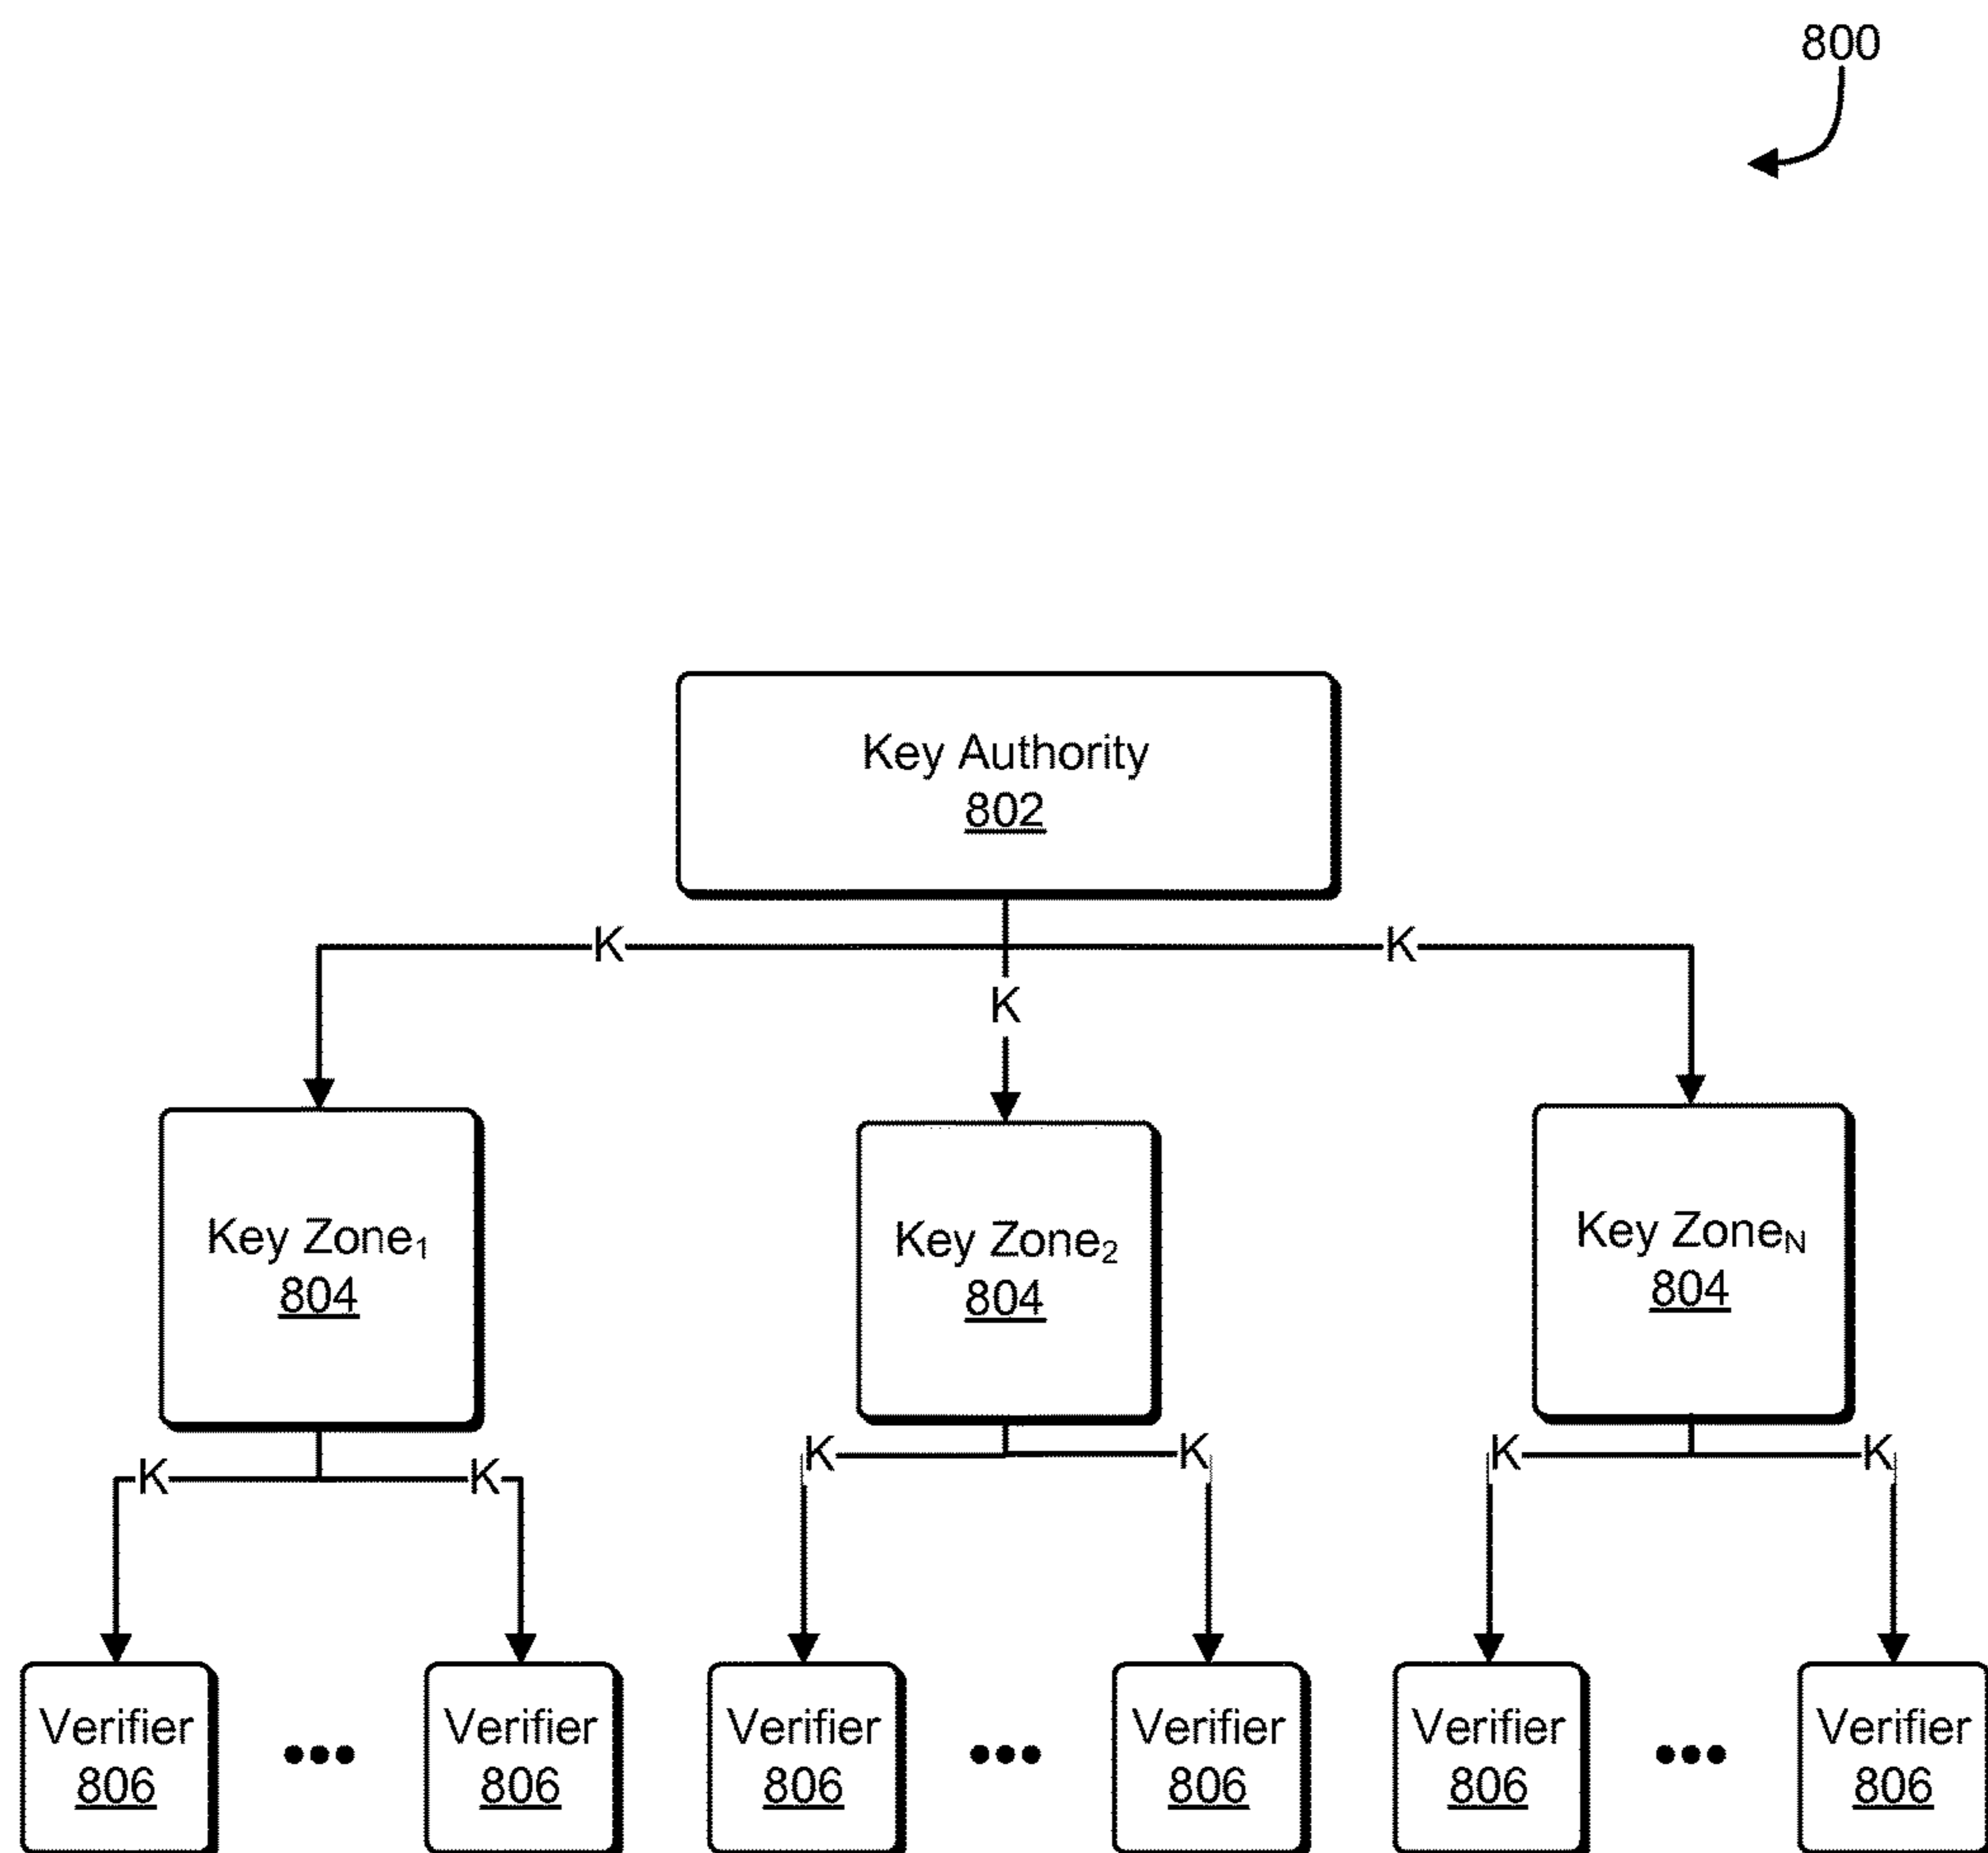 800
Key Authority
802
K
K
K
Key Zone₁
804
Key Zone₂
804
Key Zone_N
804
K
K
K
K
K
K
Verifier
806
•••
Verifier
806
Verifier
806
•••
Verifier
806
Verifier
806
•••
Verifier
806